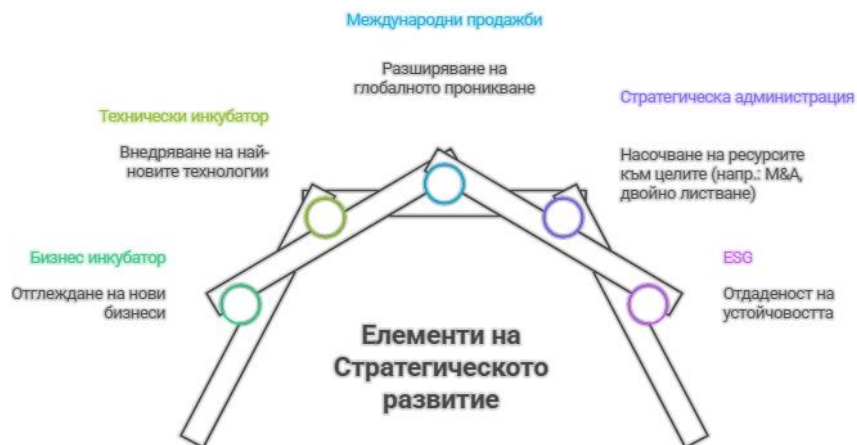 Международни продажби
Разширяване на
глобалното проникване
Технически инкубатор
Внедряване на най-
новите технологии
Стратегическа администрация
Насочване на ресурсите
към целите (напр.: M&A,
двойно листване)
Бизнес инкубатор
Отглеждане на нови
бизнеси
ESG
Отдаденост на
устойчовостта
Елементи на
Стратегическото
развитие